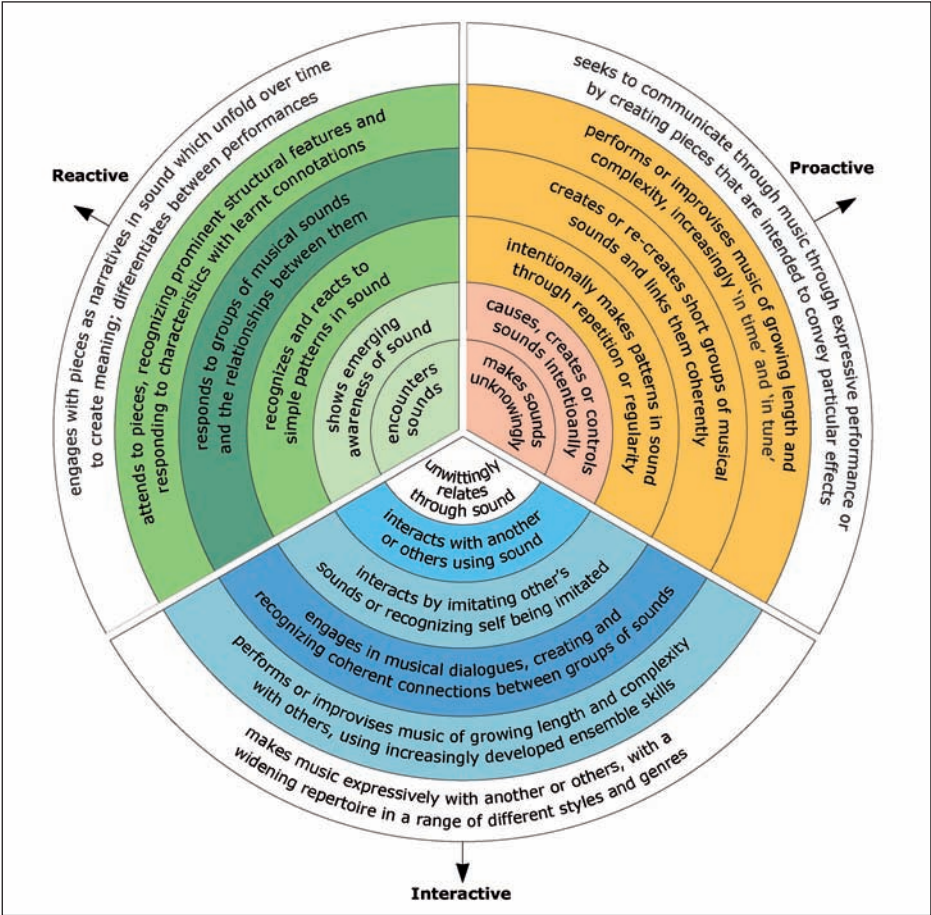 Reactive
engages with pieces as narratives in sound which unfold over time
to create meaning; differentiates between performances
attends to pieces, recognizing prominent structural features and
responding to characteristics with learnt connotations
responds to groups of musical sounds
and the relationships between them
recognizes and reacts to
simple patterns in sound
shows emerging
awareness of sound
encounters
sounds
Proactive
seeks to communicate through music through expressive performance or
by creating pieces that are intended to convey particular effects
performs or improvises music of growing length and
complexity, increasingly ‘in time’ and ‘in tune’
creates or re-creates short groups of musical
sounds and links them coherently
intentionally makes patterns in sound
through repetition or regularity
causes, creates or controls
sounds intentioanlly
makes sounds
unknowingly
unwittingly
relates
through sound
interacts with another
or others using sound
interacts by imitating other’s
sounds or recognizing self being imitated
engages in musical dialogues, creating and
recognizing coherent connections between groups of sounds
performs or improvises music of growing length and complexity
with others, using increasingly developed ensemble skills
makes music expressively with another or others, with a
widening repertoire in a range of different styles and genres
Interactive